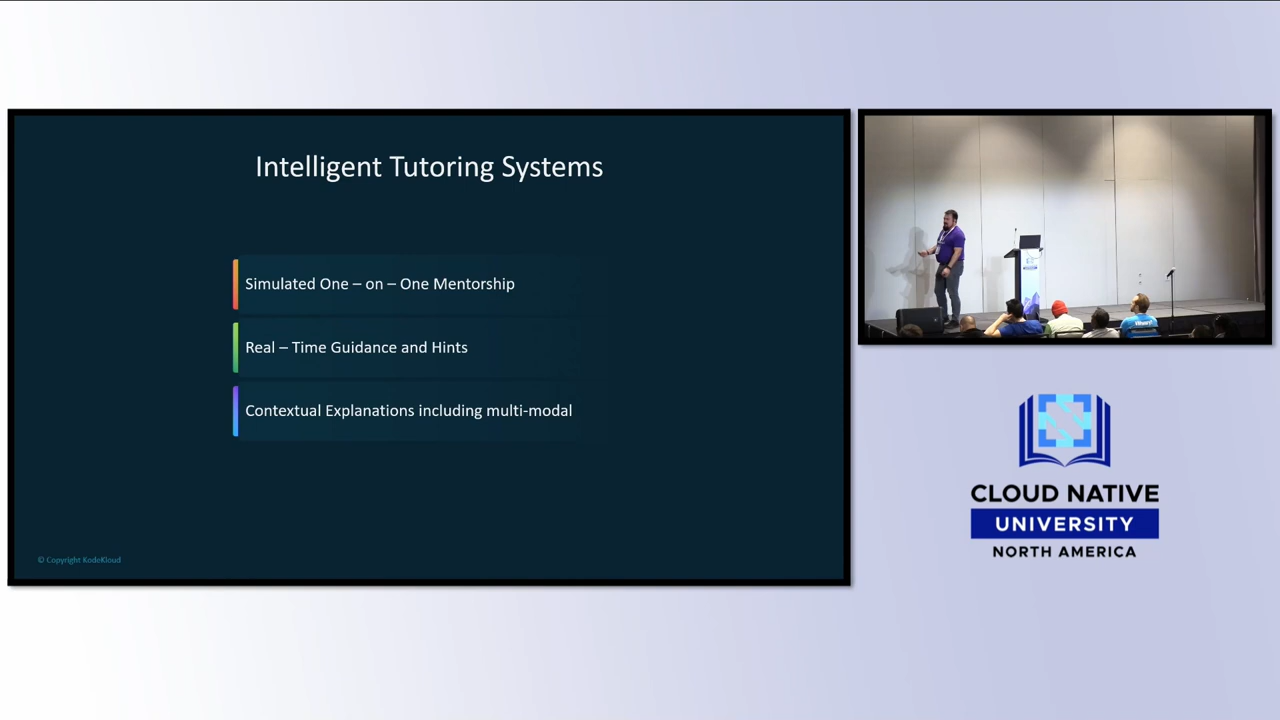 Intelligent Tutoring Systems
Simulated One – on – One Mentorship
Real – Time Guidance and Hints
Contextual Explanations including multi-modal
© Copyright KodeKloud
CLOUD NATIVE
UNIVERSITY
NORTH AMERICA